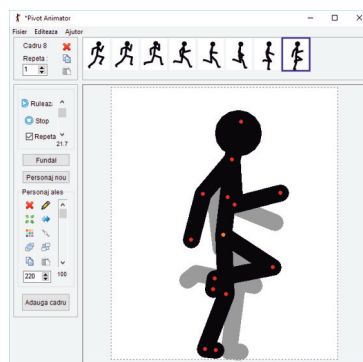 *Pivot Animator
Fisier Editeaza Ajutor
Cadru 8
Repeta :
1
Ruleaza
Stop
Repeta
21.7
Fundal
Personaj nou
Personaj ales
220
100
Adauga cadru